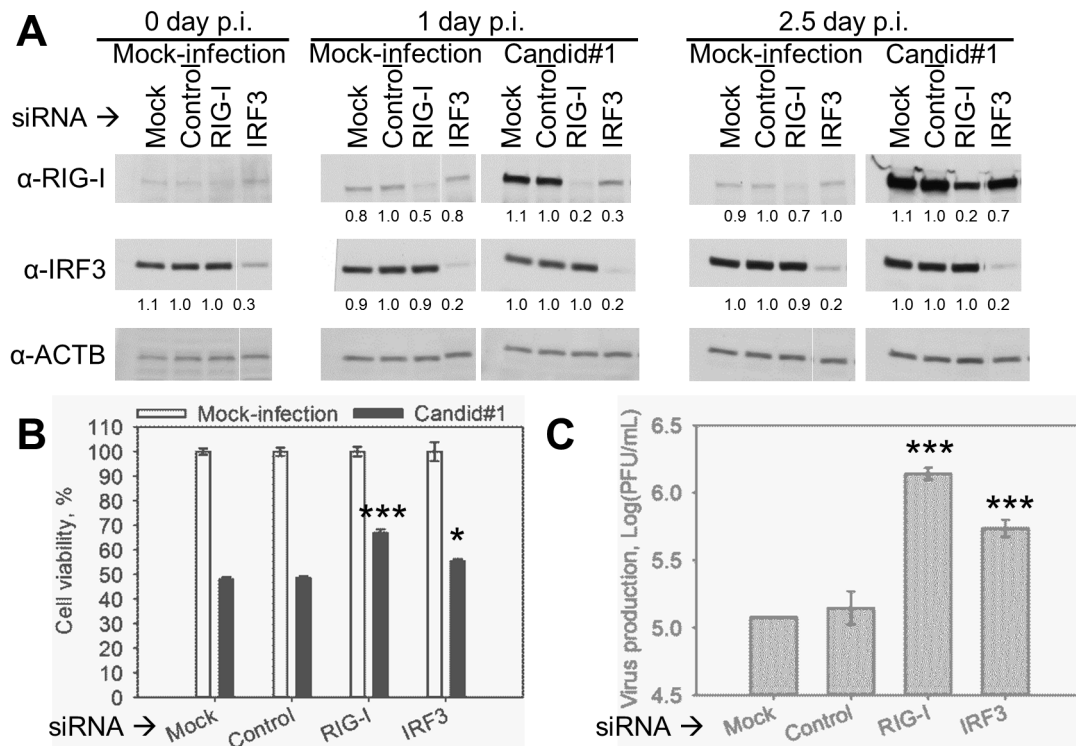 A
0 day p.i. 1 day p.i. 2.5 day p.i.
Mock-infection Mock-infection Candid#1 Mock-infection Candid#1
siRNA → Mock Control RIG-I IRF3 Mock Control RIG-I IRF3 Mock Control RIG-I IRF3 Mock Control RIG-I IRF3 Mock Control RIG-I IRF3
α-RIG-I
0.8 1.0 0.5 0.8 1.1 1.0 0.2 0.3 0.9 1.0 0.7 1.0 1.1 1.0 0.2 0.7
α-IRF3
1.1 1.0 1.0 0.3 0.9 1.0 0.9 0.2 1.0 1.0 1.0 0.2 1.0 1.0 0.9 0.2 1.0 1.0 1.0 0.2
α-ACTB
B
Mock-infection Candid#1
Cell viability, %
110
100
90
80
70
60
50
40
30
20
10
0
***
*
siRNA → Mock Control RIG-I IRF3
C
Virus production, Log(PFU/mL)
6.5
6.0
5.5
5.0
4.5
***
***
siRNA → Mock Control RIG-I IRF3